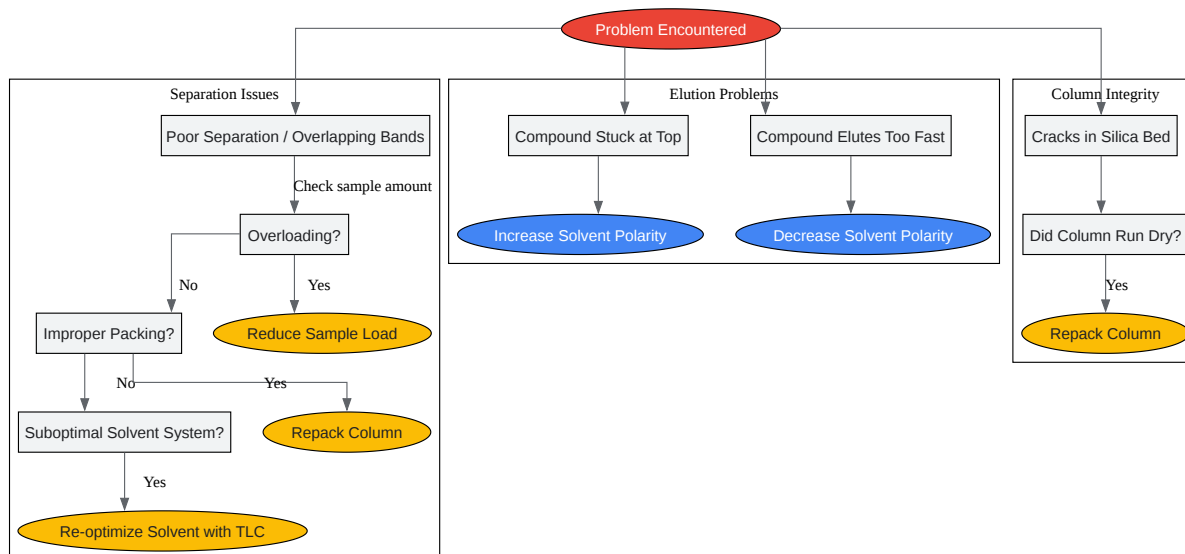 Problem Encountered
Separation Issues
Elution Problems
Column Integrity
Poor Separation / Overlapping Bands
Compound Stuck at Top
Compound Elutes Too Fast
Cracks in Silica Bed
Check sample amount
Overloading?
Increase Solvent Polarity
Decrease Solvent Polarity
Did Column Run Dry?
No
Yes
Yes
Improper Packing?
Reduce Sample Load
Repack Column
No
Yes
Suboptimal Solvent System?
Repack Column
Yes
Re-optimize Solvent with TLC